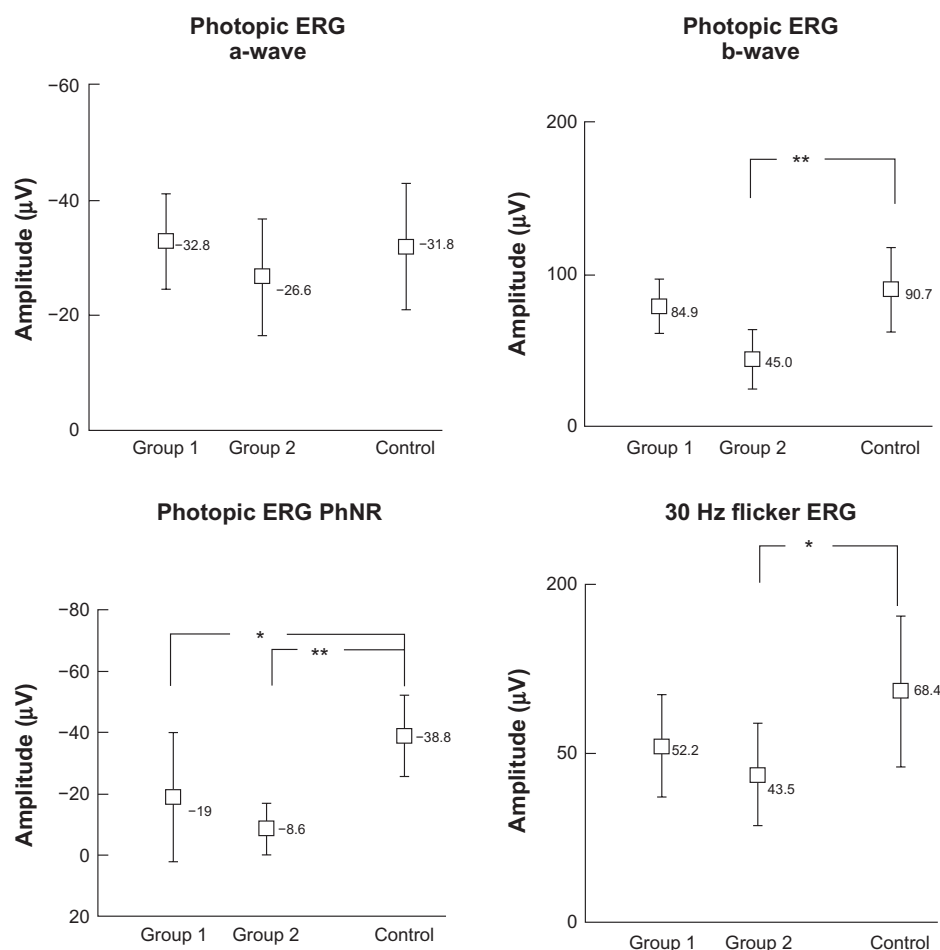 Photopic ERG
a-wave
Amplitude (µV)
−60
−40
−20
0
−32.8
−26.6
−31.8
Group 1 Group 2 Control
Photopic ERG
b-wave
Amplitude (µV)
200
100
0
**
84.9
45.0
90.7
Group 1 Group 2 Control
Photopic ERG PhNR
Amplitude (µV)
−80
−60
−40
−20
0
20
*
**
−19
−8.6
−38.8
Group 1 Group 2 Control
30 Hz flicker ERG
Amplitude (µV)
200
50
0
*
52.2
43.5
68.4
Group 1 Group 2 Control